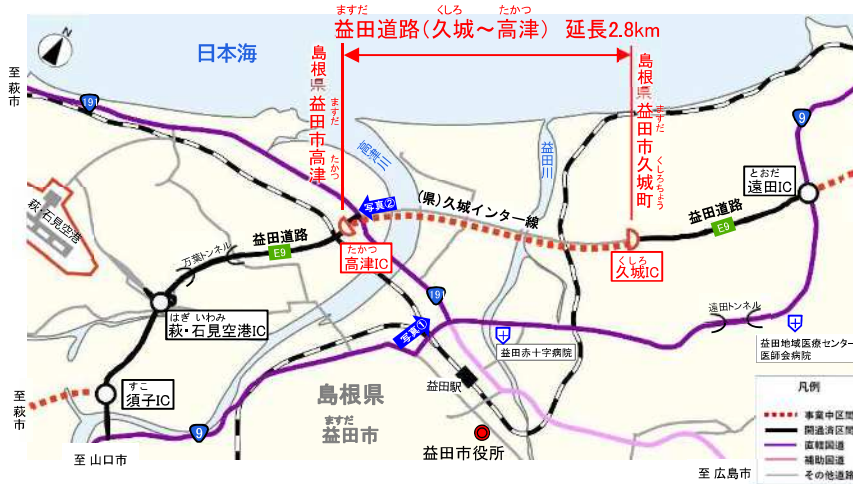 益田道路(久城～高津) 延長2.8km
ますだ
くしろ
たかつ
日本海
至 萩市
191
島根県益田市高津
ますだ
たかつ
島根県益田市久城町
ますだ
くしろちょう
9
高津川
益田川
とおだ
遠田IC
写真②
(県)久城インター線
益田道路
E9
萩・石見空港
万葉トンネル
益田道路
E9
たかつ
高津IC
くしろ
久城IC
はぎ いわみ
萩・石見空港IC
19
写真①
遠田トンネル
益田赤十字病院
益田地域医療センター
医師会病院
すこ
須子IC
至 萩市
益田駅
島根県
ますだ
益田市
9
益田市役所
至 山口市
至 広島市
凡例
事業中区間
開通済区間
直轄国道
補助国道
その他道路